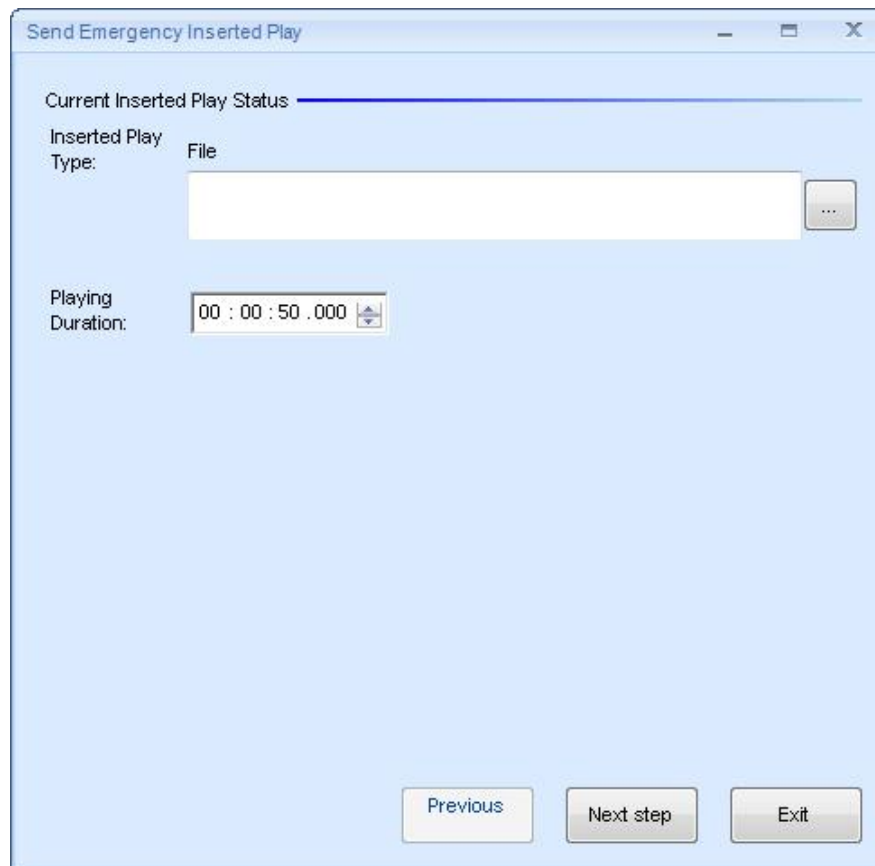 Send Emergency Inserted Play
Current Inserted Play Status
Inserted Play
Type:
File
...
Playing
Duration:
00 : 00 : 50 .000
Previous
Next step
Exit